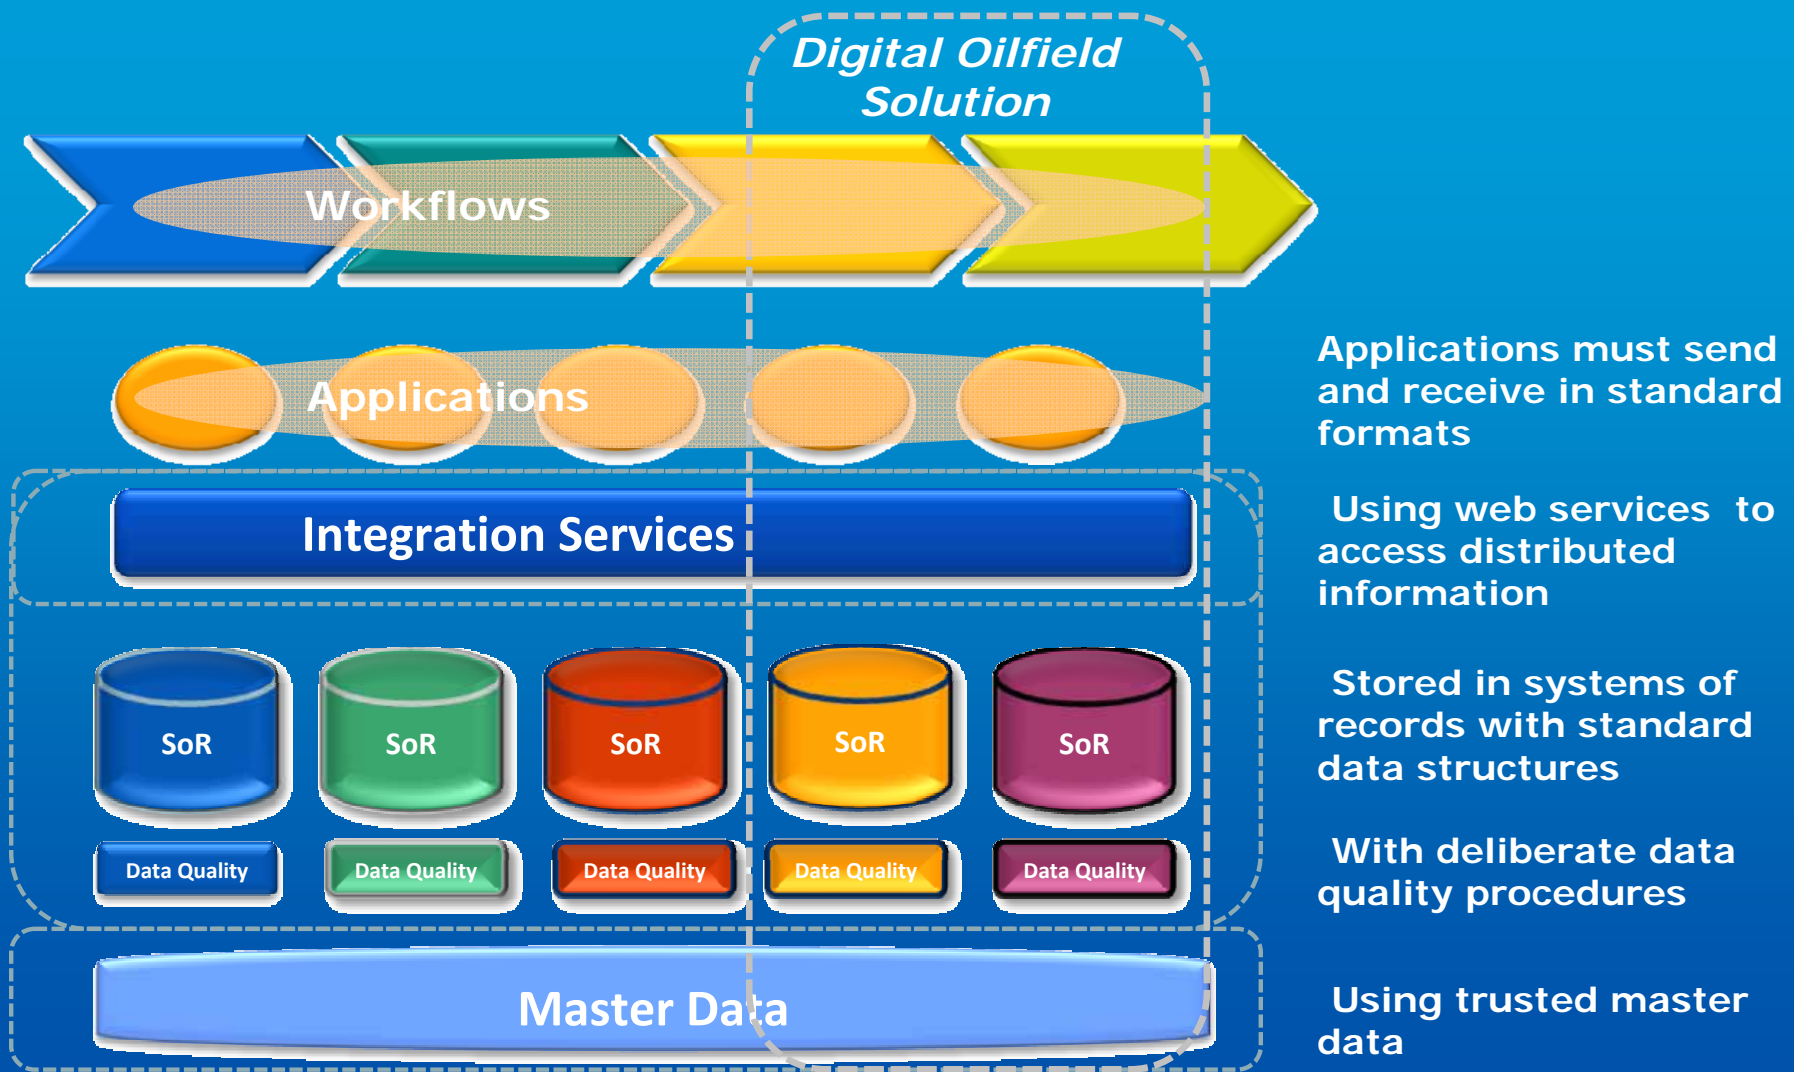 Digital Oilfield
Solution
Workflows
Applications
Applications must send
and receive in standard
formats
Integration Services
Using web services to
access distributed
information
SoR
SoR
SoR
SoR
SoR
Stored in systems of
records with standard
data structures
Data Quality
Data Quality
Data Quality
Data Quality
Data Quality
With deliberate data
quality procedures
Master Data
Using trusted master
data